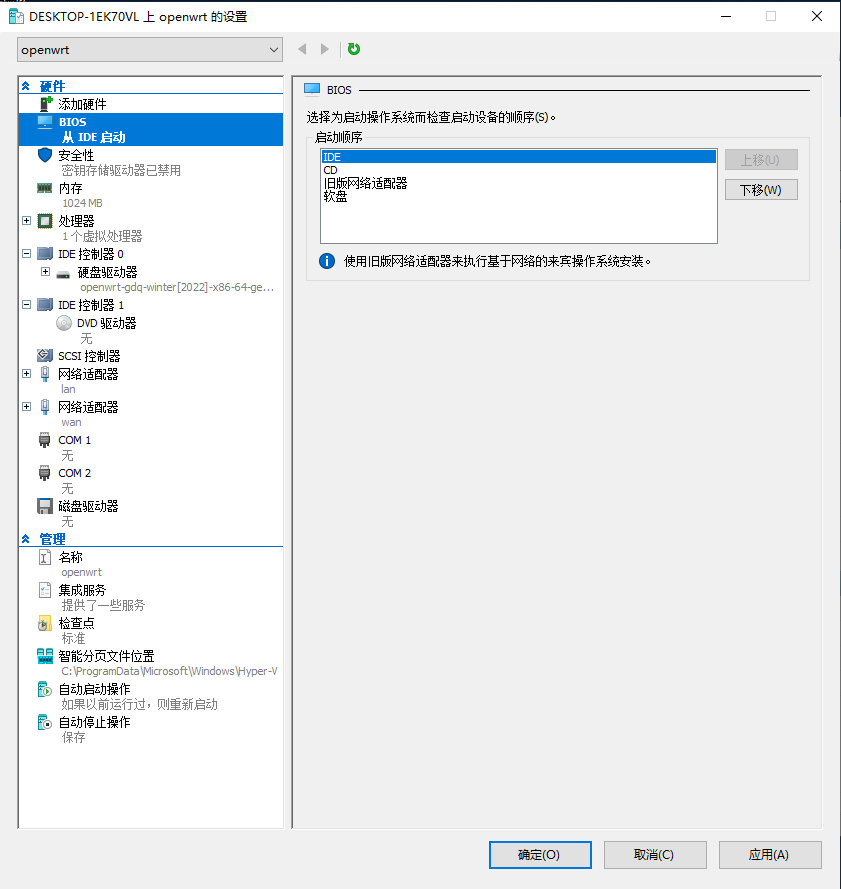 DESKTOP-1EK70VL 上 openwrt 的设置
openwrt
硬件
添加硬件
BIOS
从 IDE 启动
安全性
密钥存储驱动器已禁用
内存
1024 MB
处理器
1 个虚拟处理器
IDE 控制器 0
硬盘驱动器
openwrt-gdq-winter[2022]-x86-64-ge...
IDE 控制器 1
DVD 驱动器
无
SCSI 控制器
网络适配器
lan
网络适配器
wan
COM 1
无
COM 2
无
磁盘驱动器
无
管理
名称
openwrt
集成服务
提供了一些服务
检查点
标准
智能分页文件位置
C:\ProgramData\Microsoft\Windows\Hyper-V
自动启动操作
如果以前运行过，则重新启动
自动停止操作
保存
BIOS
选择为启动操作系统而检查启动设备的顺序(S)。
启动顺序
IDE
CD
旧版网络适配器
软盘
上移(U)
下移(W)
使用旧版网络适配器来执行基于网络的来宾操作系统安装。
确定(O)
取消(C)
应用(A)